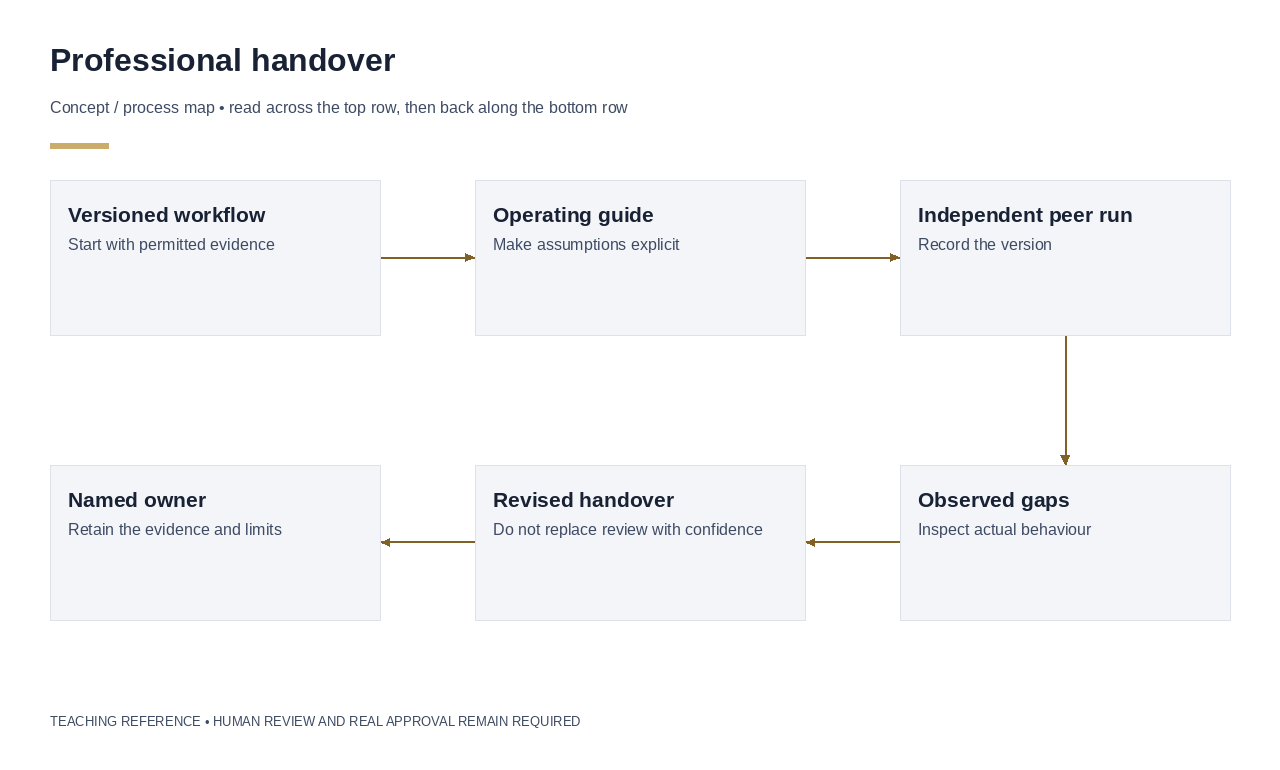 Professional handover
Concept / process map • read across the top row, then back along the bottom row
Versioned workflow
Start with permitted evidence
Operating guide
Make assumptions explicit
Independent peer run
Record the version
Observed gaps
Inspect actual behaviour
Revised handover
Do not replace review with confidence
Named owner
Retain the evidence and limits
TEACHING REFERENCE • HUMAN REVIEW AND REAL APPROVAL REMAIN REQUIRED